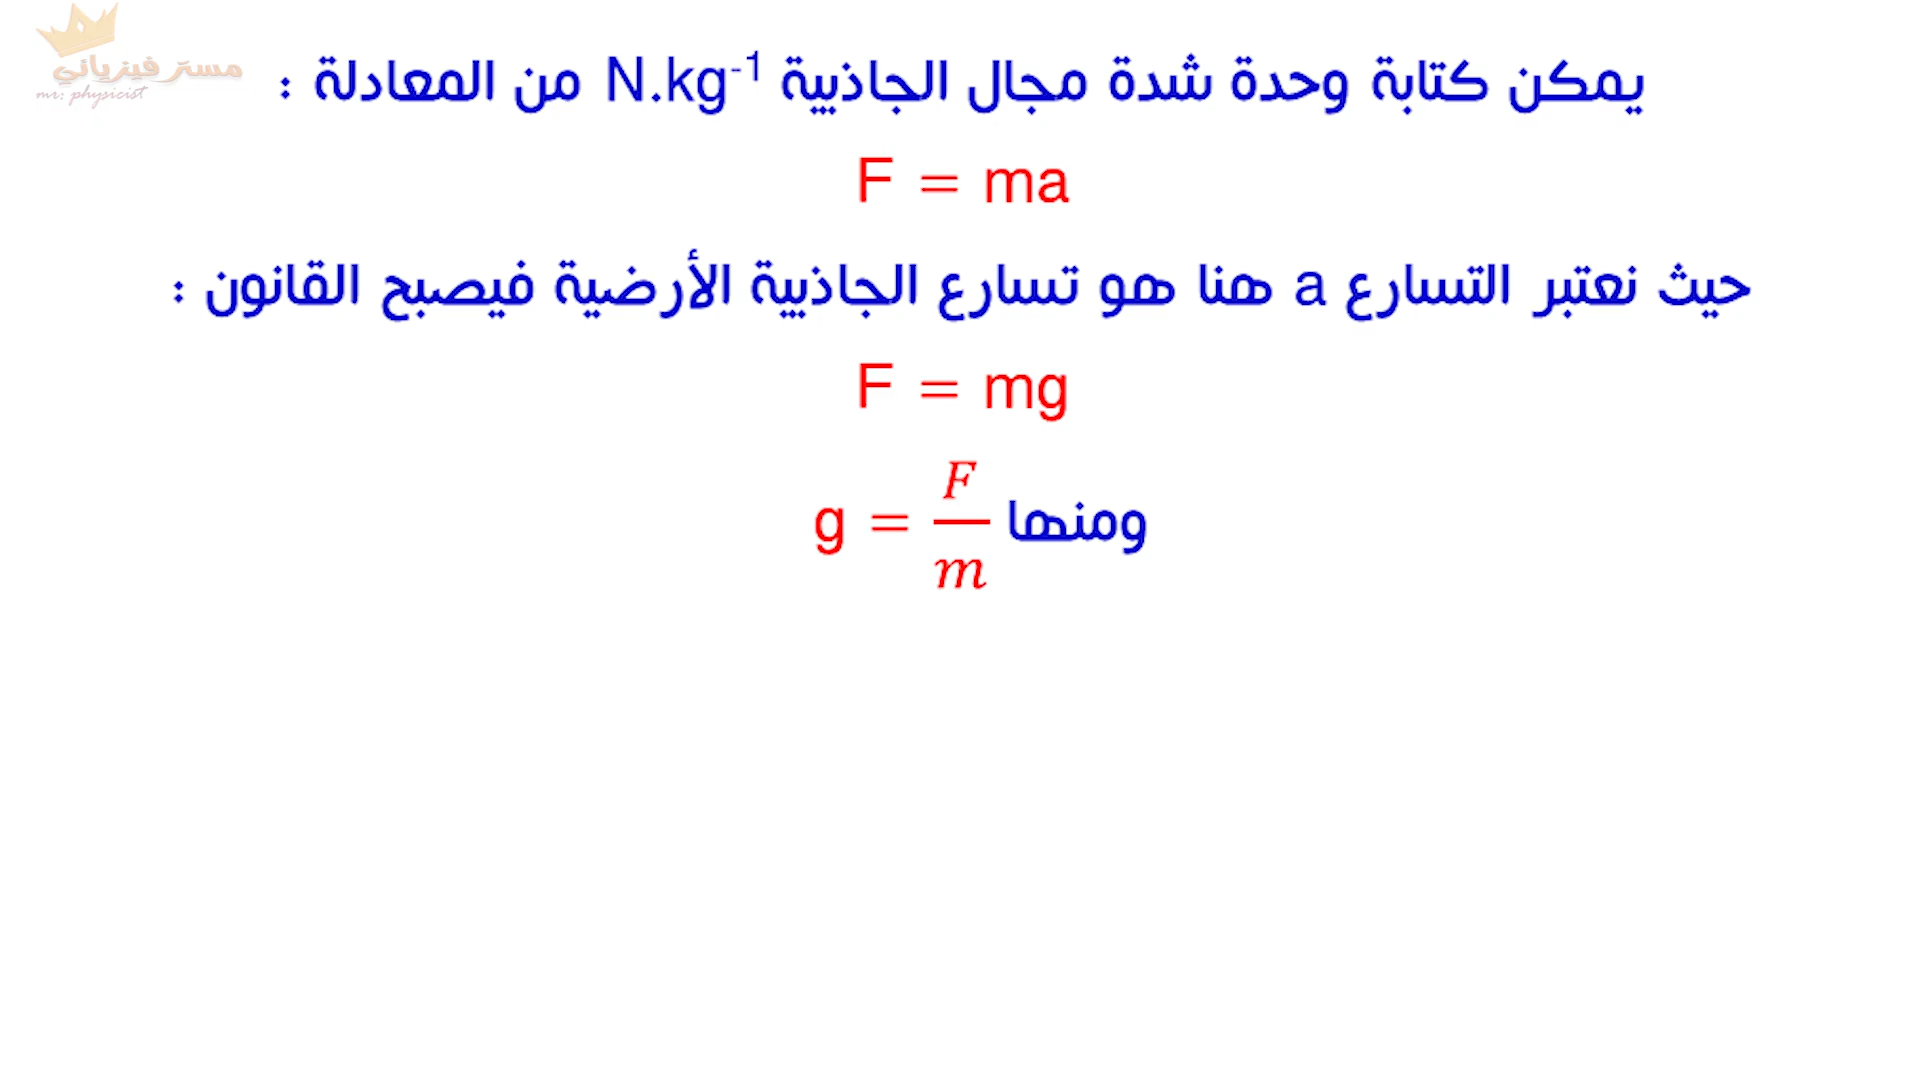 مستر فيزيائي
mr: physicist
يمكن كتابة وحدة شدة مجال الجاذبية N.kg⁻¹ من المعادلة :
F = ma
حيث نعتبر التسارع a هنا هو تسارع الجاذبية الأرضية فيصبح القانون :
F = mg
ومنها g = F/m